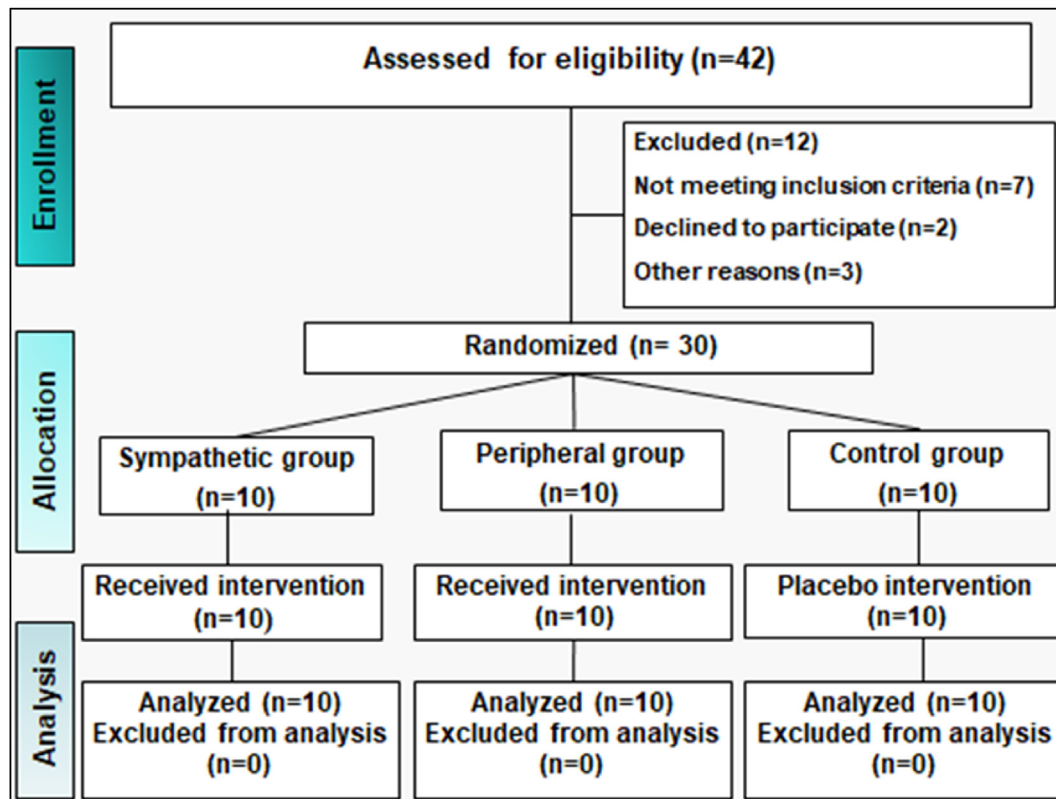 Enrollment
Assessed for eligibility (n=42)
Excluded (n=12)
Not meeting inclusion criteria (n=7)
Declined to participate (n=2)
Other reasons (n=3)
Allocation
Randomized (n= 30)
Sympathetic group
(n=10)
Peripheral group
(n=10)
Control group
(n=10)
Received intervention
(n=10)
Received intervention
(n=10)
Placebo intervention
(n=10)
Analysis
Analyzed (n=10)
Excluded from analysis
(n=0)
Analyzed (n=10)
Excluded from analysis
(n=0)
Analyzed (n=10)
Excluded from analysis
(n=0)